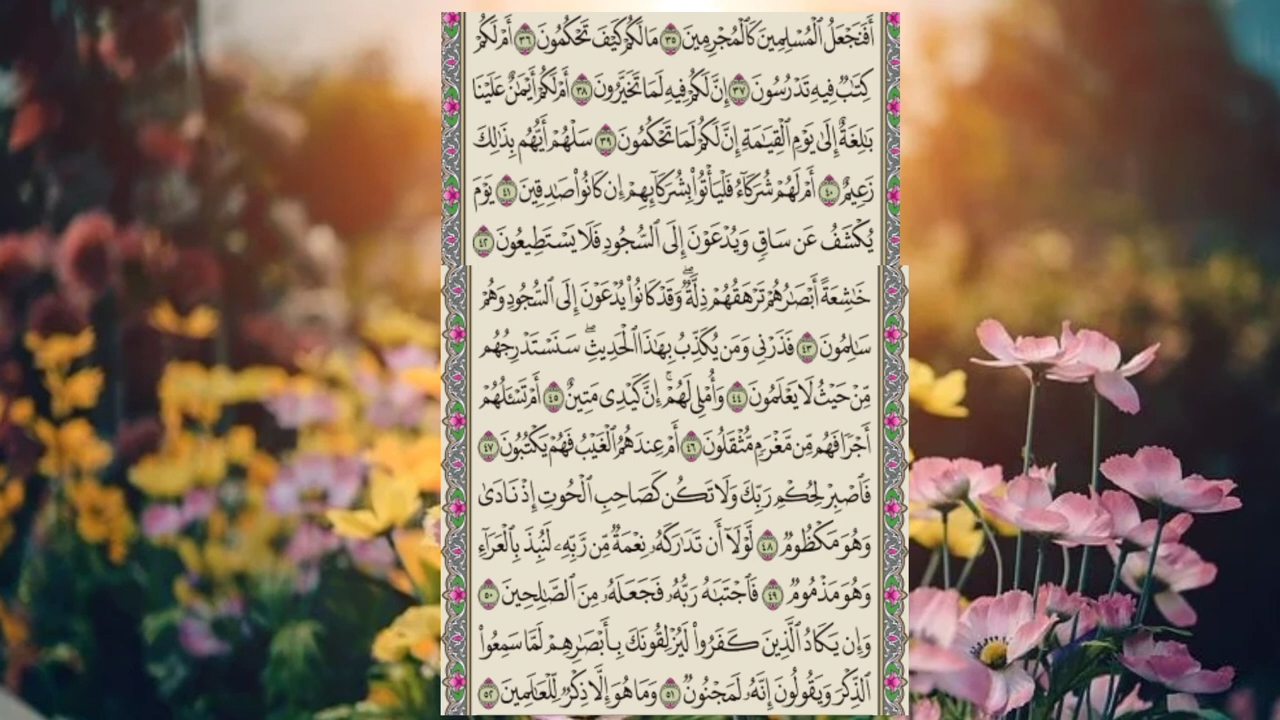 أَفَنَجْعَلُ ٱلْمُسْلِمِينَ كَٱلْمُجْرِمِينَ ٣٥ مَا لَكُمْ كَيْفَ تَحْكُمُونَ ٣٦ أَمْ لَكُمْ
كِتَٰبٌ فِيهِ تَدْرُسُونَ ٣٧ إِنَّ لَكُمْ فِيهِ لَمَا تَخَيَّرُونَ ٣٨ أَمْ لَكُمْ أَيْمَٰنٌ عَلَيْنَا
بَٰلِغَةٌ إِلَىٰ يَوْمِ ٱلْقِيَٰمَةِ إِنَّ لَكُمْ لَمَا تَحْكُمُونَ ٣٩ سَلْهُمْ أَيُّهُم بِذَٰلِكَ
زَعِيمٌ ٤٠ أَمْ لَهُمْ شُرَكَآءُ فَلْيَأْتُوا۟ بِشُرَكَآئِهِمْ إِن كَانُوا۟ صَٰدِقِينَ ٤١ يَوْمَ
يُكْشَفُ عَن سَاقٍ وَيُدْعَوْنَ إِلَى ٱلسُّجُودِ فَلَا يَسْتَطِيعُونَ ٤٢
خَٰشِعَةً أَبْصَٰرُهُمْ تَرْهَقُهُمْ ذِلَّةٌ ۖ وَقَدْ كَانُوا۟ يُدْعَوْنَ إِلَى ٱلسُّجُودِ وَهُمْ
سَٰلِمُونَ ٤٣ فَذَرْنِى وَمَن يُكَذِّبُ بِهَٰذَا ٱلْحَدِيثِ ۖ سَنَسْتَدْرِجُهُم
مِّنْ حَيْثُ لَا يَعْلَمُونَ ٤٤ وَأُمْلِى لَهُمْ ۚ إِنَّ كَيْدِى مَتِينٌ ٤٥ أَمْ تَسْـَٔلُهُمْ
أَجْرًا فَهُم مِّن مَّغْرَمٍ مُّثْقَلُونَ ٤٦ أَمْ عِندَهُمُ ٱلْغَيْبُ فَهُمْ يَكْتُبُونَ ٤٧
فَٱصْبِرْ لِحُكْمِ رَبِّكَ وَلَا تَكُن كَصَاحِبِ ٱلْحُوتِ إِذْ نَادَىٰ
وَهُوَ مَكْظُومٌ ٤٨ لَّوْلَآ أَن تَدَٰرَكَهُۥ نِعْمَةٌ مِّن رَّبِّهِۦ لَنُبِذَ بِٱلْعَرَآءِ
وَهُوَ مَذْمُومٌ ٤٩ فَٱجْتَبَٰهُ رَبُّهُۥ فَجَعَلَهُۥ مِنَ ٱلصَّٰلِحِينَ ٥٠
وَإِن يَكَادُ ٱلَّذِينَ كَفَرُوا۟ لَيُزْلِقُونَكَ بِأَبْصَٰرِهِمْ لَمَّا سَمِعُوا۟
ٱلذِّكْرَ وَيَقُولُونَ إِنَّهُۥ لَمَجْنُونٌ ٥١ وَمَا هُوَ إِلَّا ذِكْرٌ لِّلْعَٰلَمِينَ ٥٢